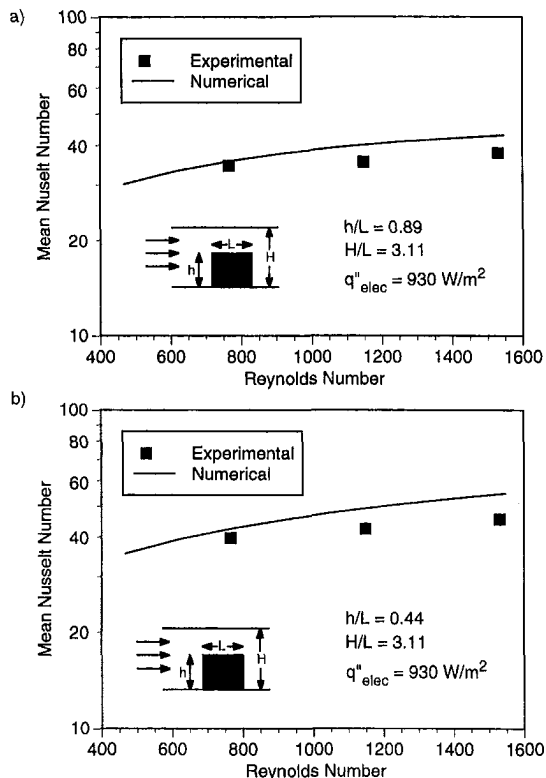 a)
100
80
60
40
20
10
Mean Nuselt Number
Experimental
Numerical
L
h
H
h/L = 0.89
H/L = 3.11
q"elec = 930 W/m2
400 600 800 1000 1200 1400 1600
Reynolds Number
b)
100
80
60
40
20
10
Mean Nusselt Number
Experimental
Numerical
L
h
H
h/L = 0.44
H/L = 3.11
q"elec = 930 W/m2
400 600 800 1000 1200 1400 1600
Reynolds Number